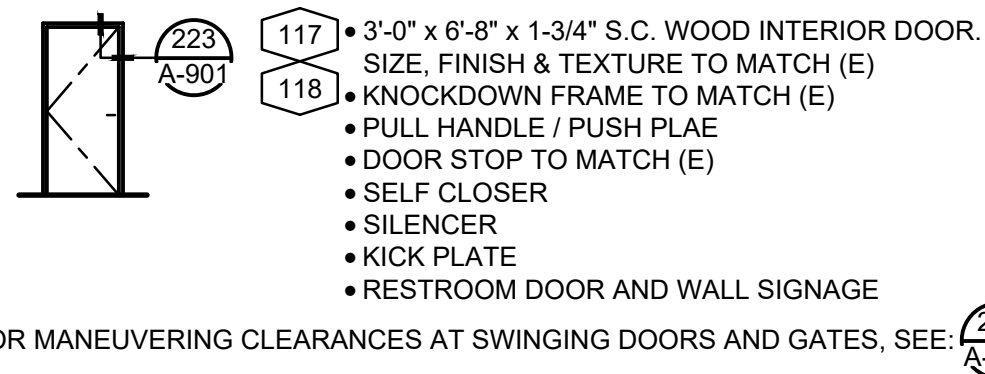 223
A-901
117
118
• 3'-0" x 6'-8" x 1-3/4" S.C. WOOD INTERIOR DOOR.
SIZE, FINISH & TEXTURE TO MATCH (E)
• KNOCKDOWN FRAME TO MATCH (E)
• PULL HANDLE / PUSH PLAE
• DOOR STOP TO MATCH (E)
• SELF CLOSER
• SILENCER
• KICK PLATE
• RESTROOM DOOR AND WALL SIGNAGE
OR MANEUVERING CLEARANCES AT SWINGING DOORS AND GATES, SEE: